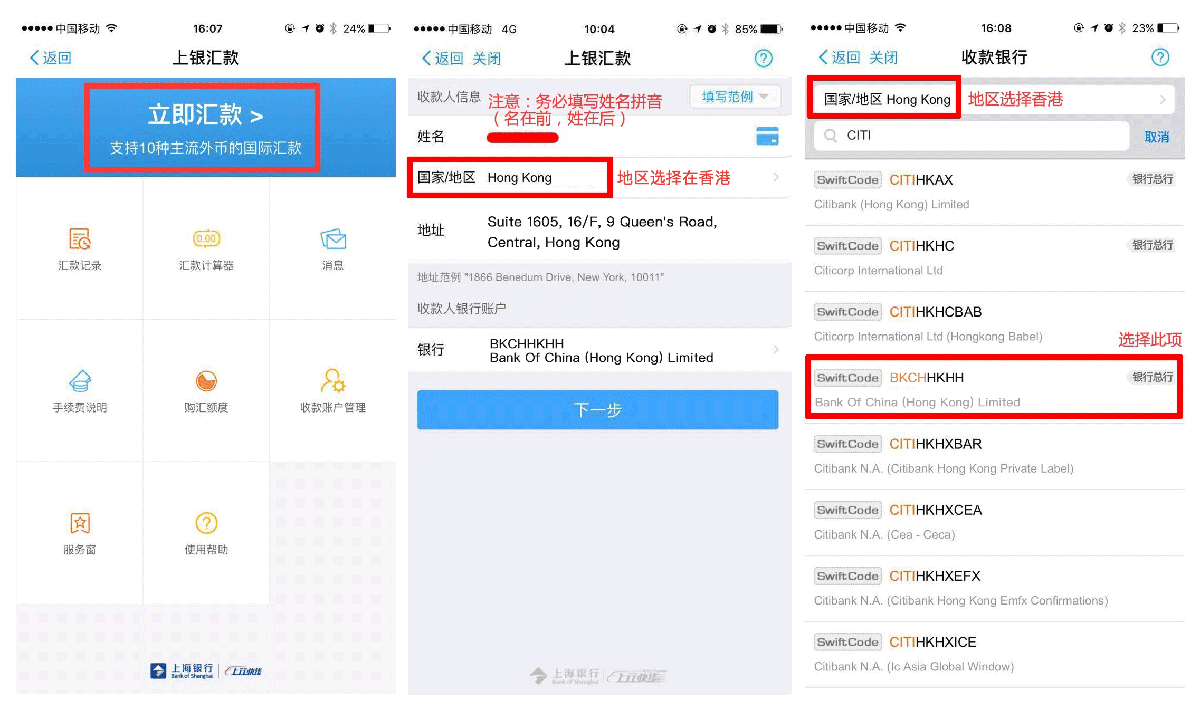 中国移动
16:07
24%
返回
上银汇款
立即汇款 >
支持10种主流外币的国际汇款
汇款记录
汇款计算器
消息
手续费说明
购汇额度
收款账户管理
服务窗
使用帮助
上海银行
Bank of Shanghai
上行快线
中国移动 4G
10:04
85%
返回 关闭
上银汇款
收款人信息
注意：务必填写姓名拼音
（名在前，姓在后）
填写范例
姓名
国家/地区 Hong Kong
地区选择在香港
地址
Suite 1605, 16/F, 9 Queen's Road,
Central, Hong Kong
地址范例 "1866 Benedum Drive, New York, 10011"
收款人银行账户
银行
BKCHHKHH
Bank Of China (Hong Kong) Limited
下一步
上海银行
Bank of Shanghai
上行快线
中国移动
16:08
23%
返回 关闭
收款银行
国家/地区 Hong Kong
地区选择香港
CITI
取消
SwiftCode CITIHKAX 银行总行
Citibank (Hong Kong) Limited
SwiftCode CITIHKHC 银行总行
Citicorp International Ltd
SwiftCode CITIHKHCBAB
Citicorp International Ltd (Hongkong Babel)
选择此项
SwiftCode BKCHHKHH 银行总行
Bank Of China (Hong Kong) Limited
SwiftCode CITIHKHXBAR
Citibank N.A. (Citibank Hong Kong Private Label)
SwiftCode CITIHKHXCEA
Citibank N.A. (Cea - Ceca)
SwiftCode CITIHKHXEFX
Citibank N.A. (Citibank Hong Kong Emfx Confirmations)
SwiftCode CITIHKHXICE
Citibank N.A. (Ic Asia Global Window)